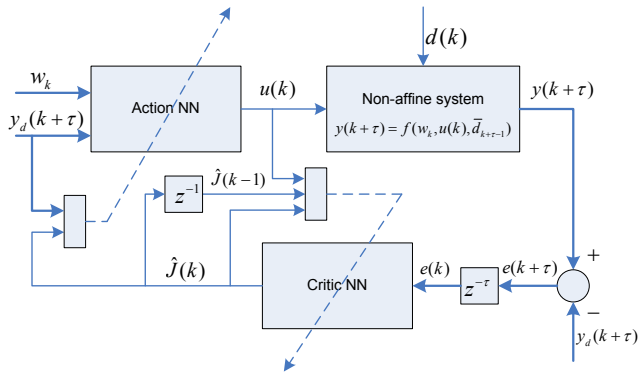 d(k)
w_k
y_d(k+τ)
Action NN
u(k)
Non-affine system
y(k+τ) = f(w_k, u(k), d̅_{k+τ−1})
y(k+τ)
z^{-1}
Ĵ(k−1)
Ĵ(k)
Critic NN
e(k)
z^{-τ}
e(k+τ)
+
−
y_d(k+τ)